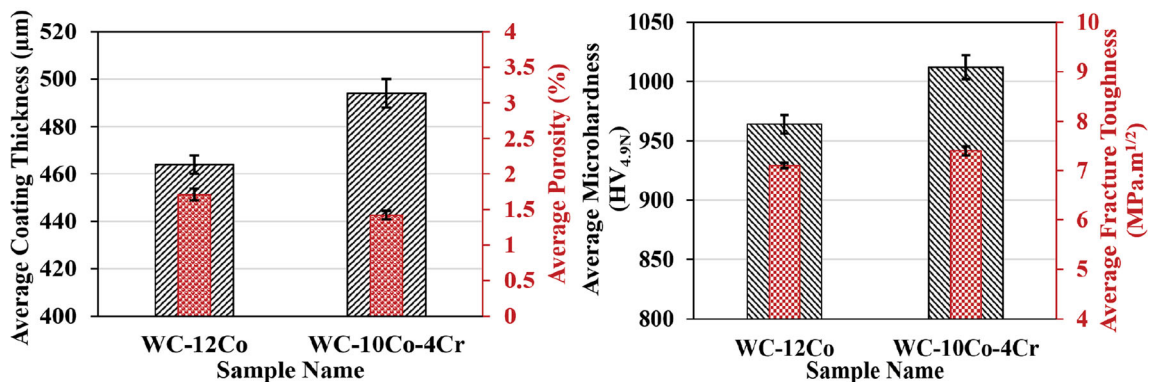 Average Coating Thickness (µm)
520
500
480
460
440
420
400
4
3.5
3
2.5
2
1.5
1
0.5
0
Average Porosity (%)
WC-12Co WC-10Co-4Cr
Sample Name
Average Microhardness
(HV4.9N)
1050
1000
950
900
850
800
10
9
8
7
6
5
4
Average Fracture Toughness
(MPa.m1/2)
WC-12Co WC-10Co-4Cr
Sample Name